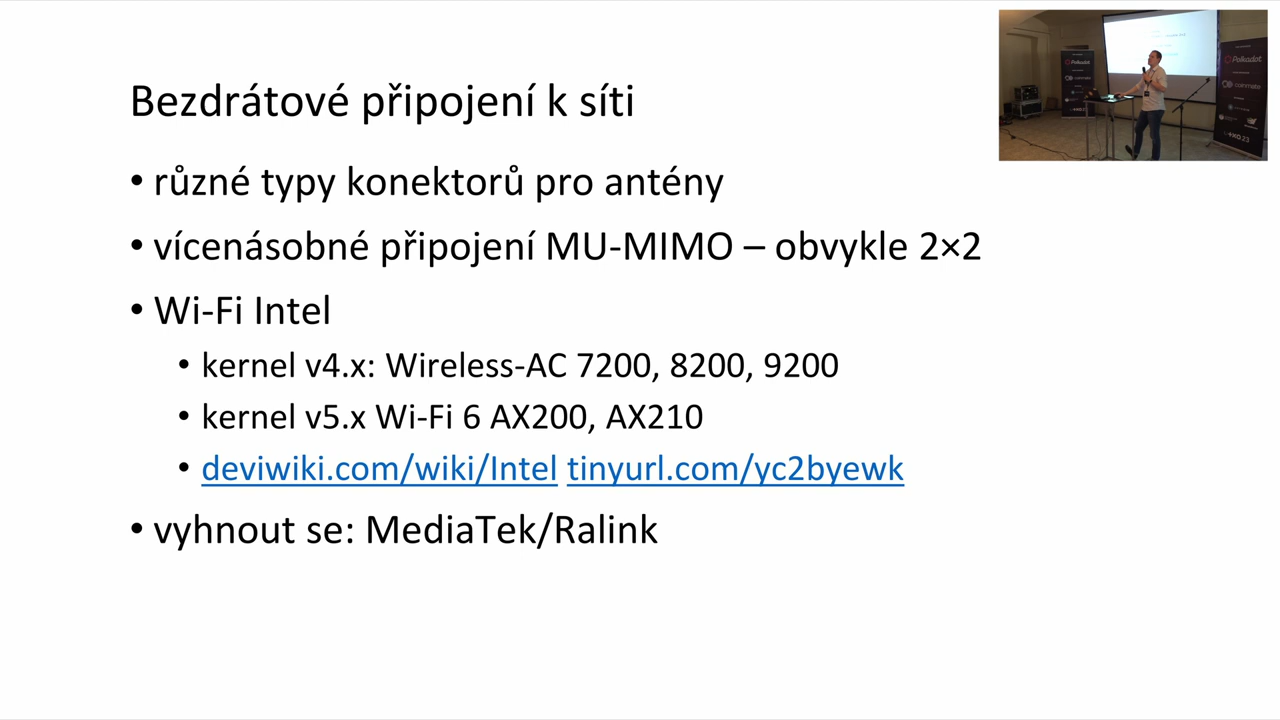 Bezdrátové připojení k síti
• různé typy konektorů pro antény
• vícenásobné připojení MU-MIMO – obvykle 2×2
• Wi-Fi Intel
• kernel v4.x: Wireless-AC 7200, 8200, 9200
• kernel v5.x Wi-Fi 6 AX200, AX210
• deviwiki.com/wiki/Intel tinyurl.com/yc2byewk
• vyhnout se: MediaTek/Ralink
Polkadot
coinmate